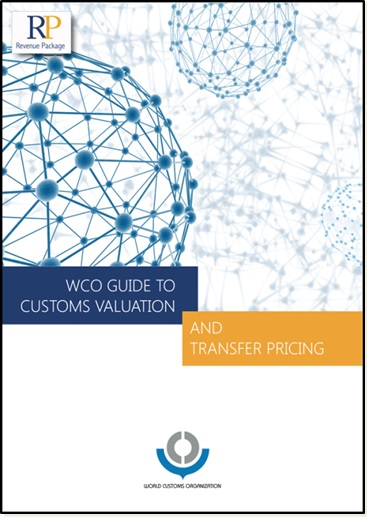 RP
Revenue Package
WCO GUIDE TO
CUSTOMS VALUATION
AND
TRANSFER PRICING
WORLD CUSTOMS ORGANIZATION